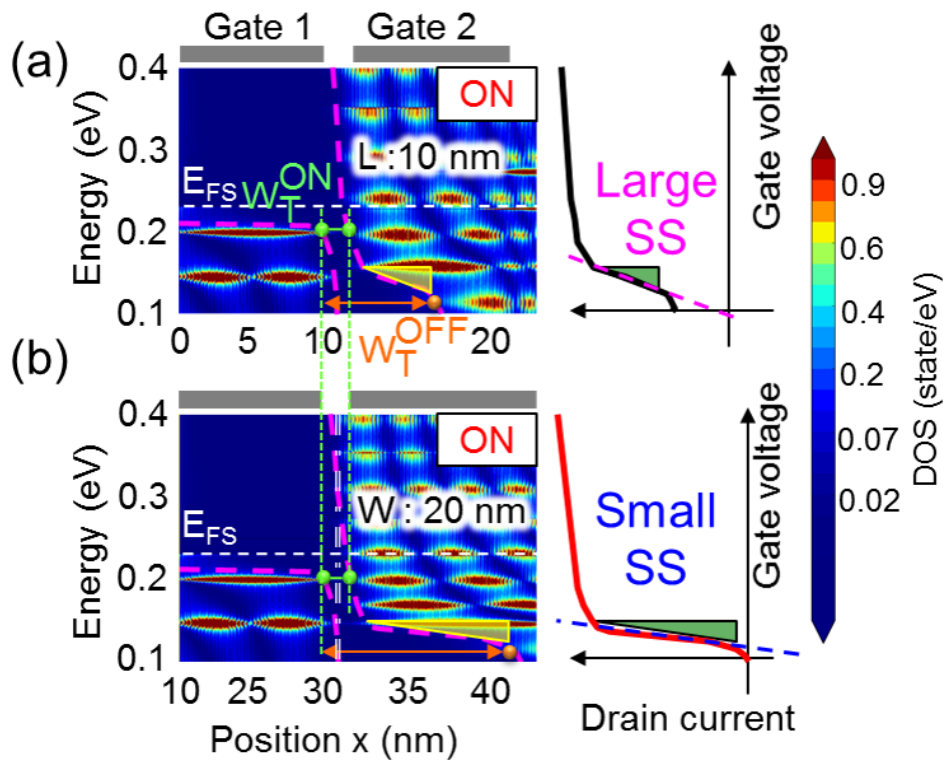 Gate 1 Gate 2
(a)
Energy (eV)
0.4
0.3
0.2
0.1
ON
L :10 nm
E_FS
W_T^ON
W_T^OFF
0 5 10 20
Large
SS
Gate voltage
(b)
Energy (eV)
0.4
0.3
0.2
0.1
ON
W : 20 nm
E_FS
10 25 30 35 40
Position x (nm)
Small
SS
Gate voltage
Drain current
0.9
0.6
0.4
0.2
0.07
0.02
DOS (state/eV)